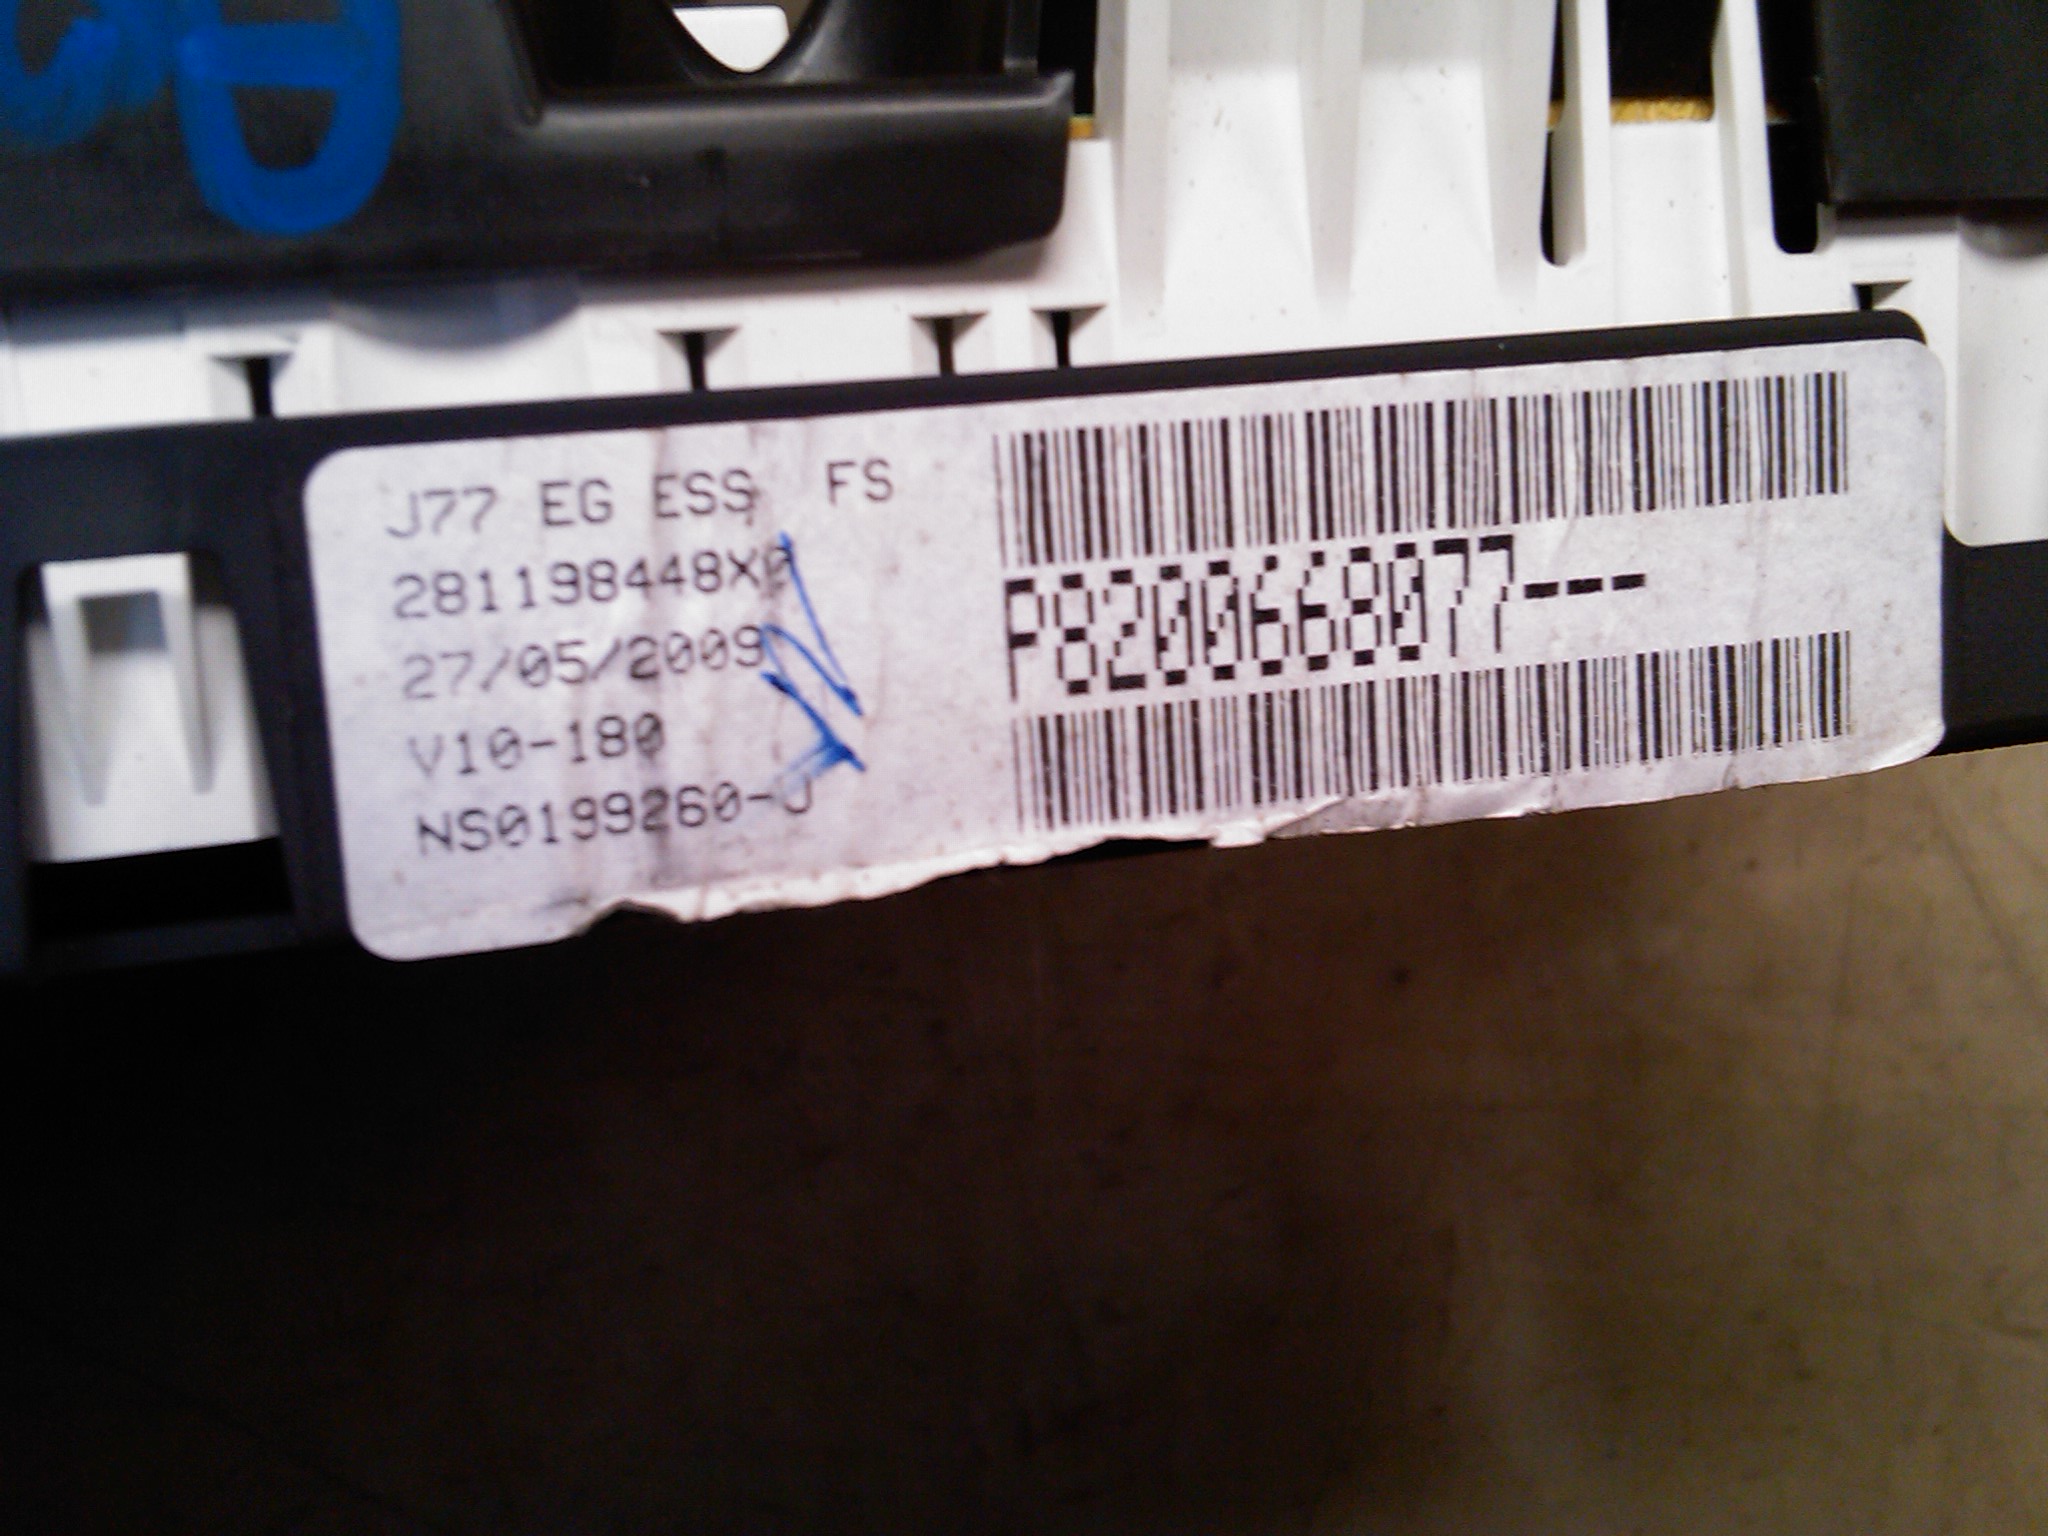 J77 EG ESS FS
281198448X0
27/05/2009
V10-180
NS0199260-J
P8200668077---